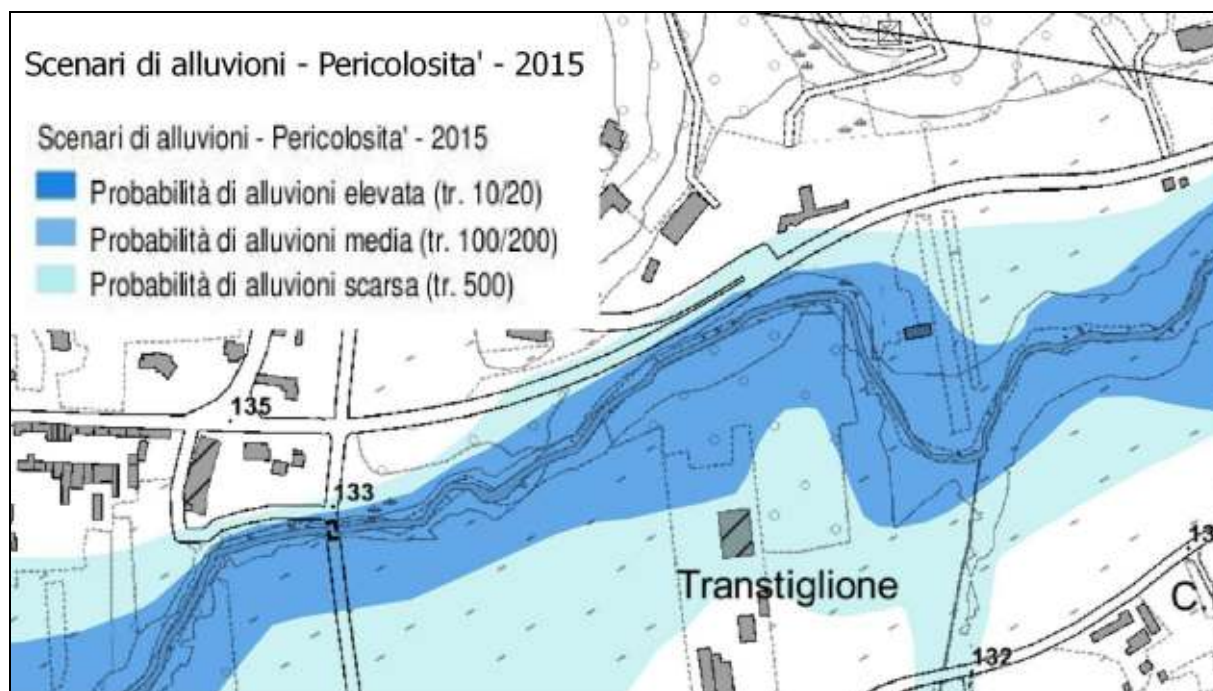 Scenari di alluvioni - Pericolosita' - 2015
Scenari di alluvioni - Pericolosita' - 2015
Probabilità di alluvioni elevata (tr. 10/20)
Probabilità di alluvioni media (tr. 100/200)
Probabilità di alluvioni scarsa (tr. 500)
135
133
Transtiglione
13
C.
132